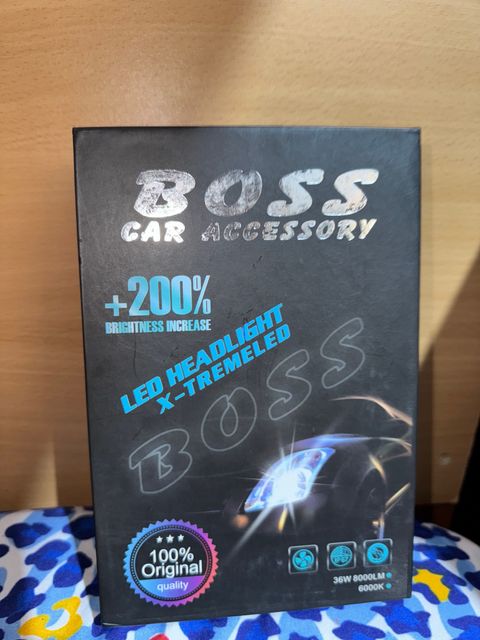 BOSS
CAR ACCESSORY
+200%
BRIGHTNESS INCREASE
LED HEADLIGHT
X-TREMELED
BOSS
100%
Original
quality
36W 8000LM
6000K